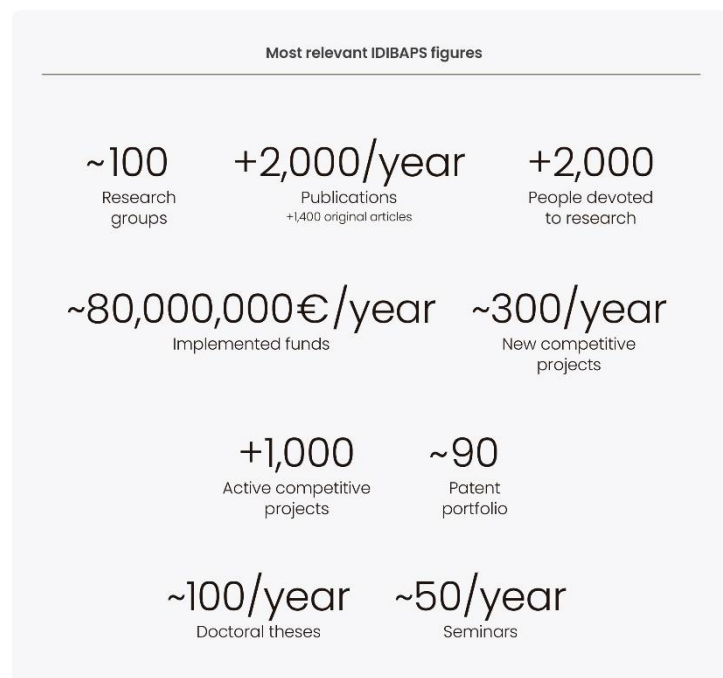 Most relevant IDIBAPS figures
~100
Research
groups
+2,000/year
Publications
+1,400 original articles
+2,000
People devoted
to research
~80,000,000€/year
Implemented funds
~300/year
New competitive
projects
+1,000
Active competitive
projects
~90
Patent
portfolio
~100/year
Doctoral theses
~50/year
Seminars